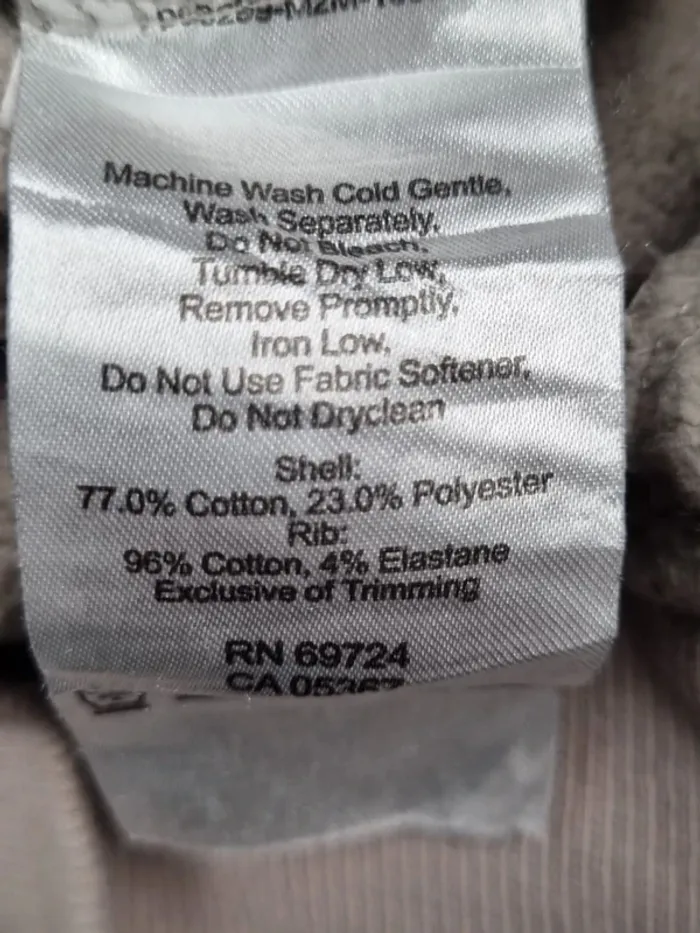 Machine Wash Cold Gentle,
Wash Separately,
Do Not Bleach,
Tumble Dry Low,
Remove Promptly,
Iron Low,
Do Not Use Fabric Softener,
Do Not Dryclean
Shell:
77.0% Cotton, 23.0% Polyester
Rib:
96% Cotton, 4% Elastane
Exclusive of Trimming
RN 69724
CA